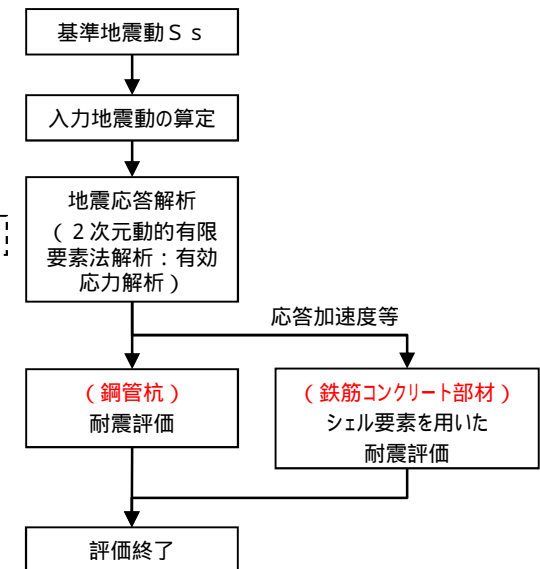 基準地震動Ｓｓ
入力地震動の算定
地震応答解析
（２次元動的有限
要素法解析：有効
応力解析）
応答加速度等
（鋼管杭）
耐震評価
（鉄筋コンクリート部材）
シェル要素を用いた
耐震評価
評価終了